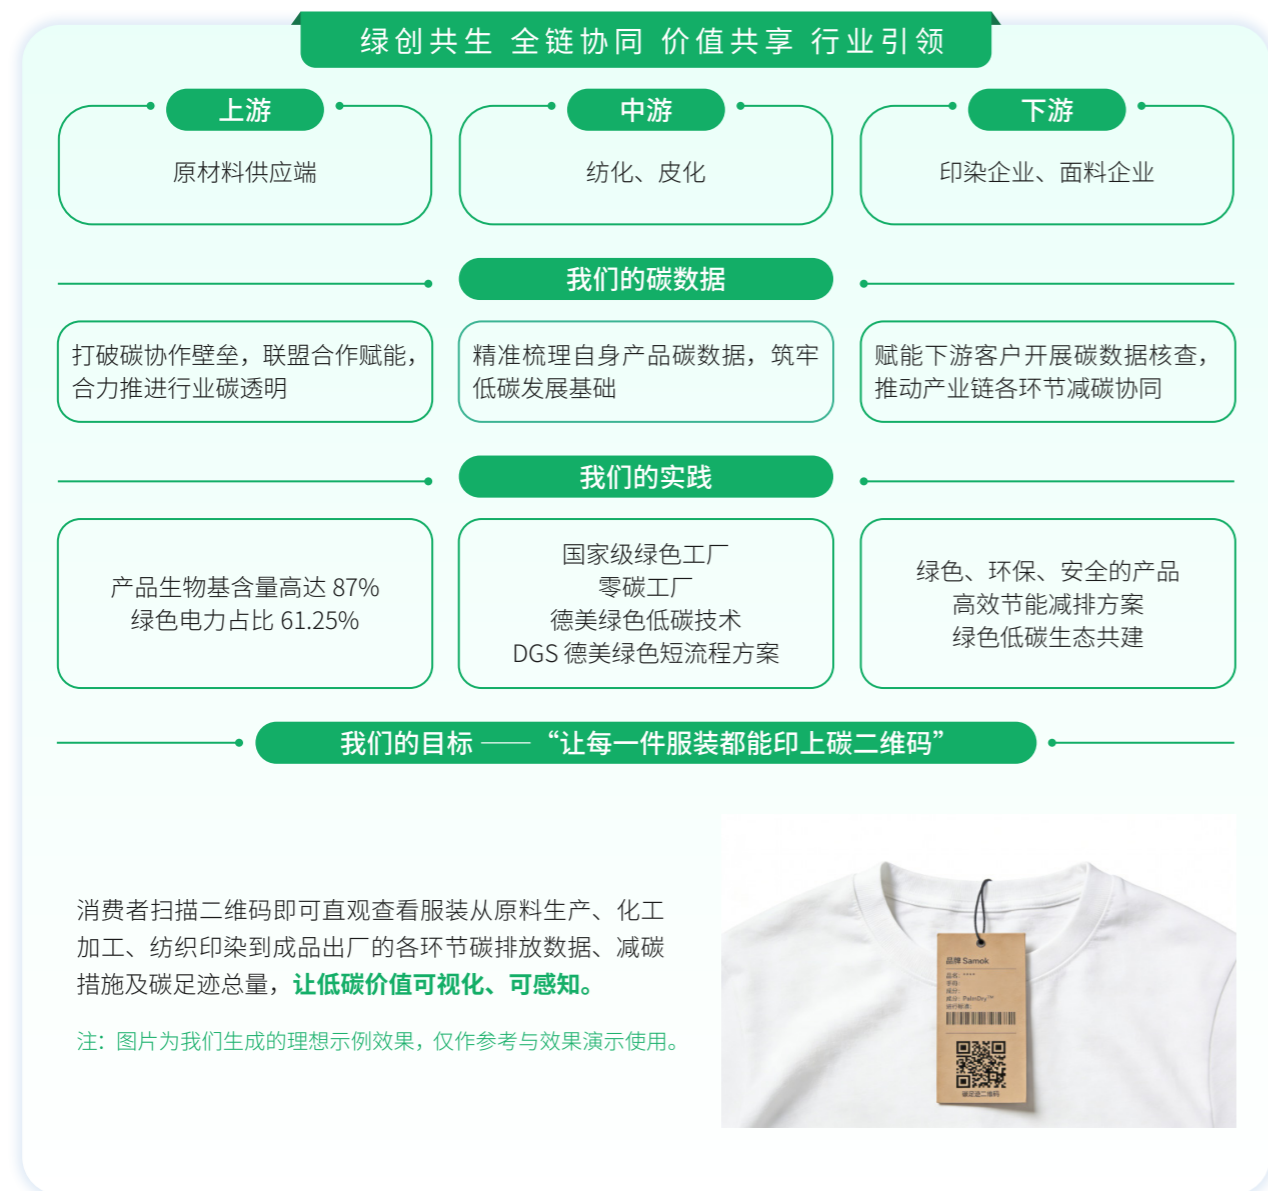 绿创共生 全链协同 价值共享 行业引领
上游
中游
下游
原材料供应端
纺化、皮化
印染企业、面料企业
我们的碳数据
打破碳协作壁垒，联盟合作赋能，
合力推进行业碳透明
精准梳理自身产品碳数据，筑牢
低碳发展基础
赋能下游客户开展碳数据核查，
推动产业链各环节减碳协同
我们的实践
产品生物基含量高达 87%
绿色电力占比 61.25%
国家级绿色工厂
零碳工厂
德美绿色低碳技术
DGS 德美绿色短流程方案
绿色、环保、安全的产品
高效节能减排方案
绿色低碳生态共建
我们的目标 —— “让每一件服装都能印上碳二维码”
消费者扫描二维码即可直观查看服装从原料生产、化工
加工、纺织印染到成品出厂的各环节碳排放数据、减碳
措施及碳足迹总量，让低碳价值可视化、可感知。
注：图片为我们生成的理想示例效果，仅作参考与效果演示使用。
品牌 Samok
品名: ****
成分:
成分: PalmDry™
碳足迹二维码